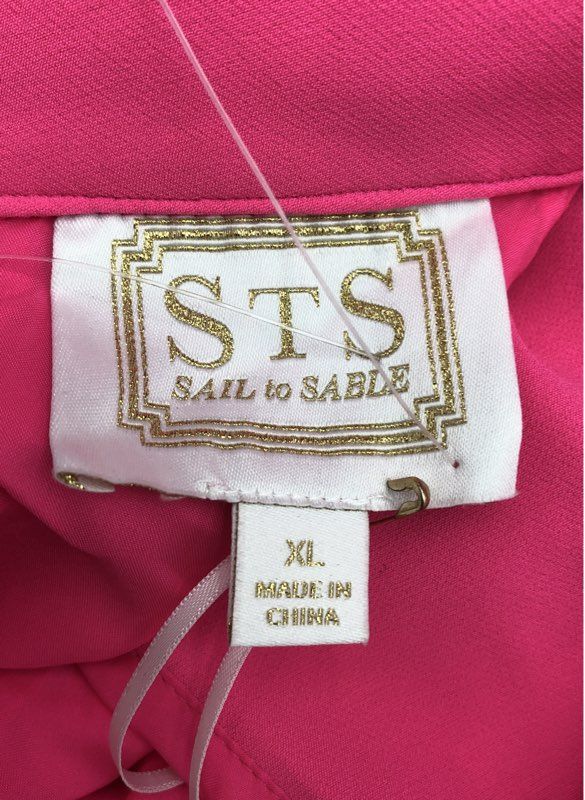 STS
SAIL to SABLE
XL
MADE IN
CHINA